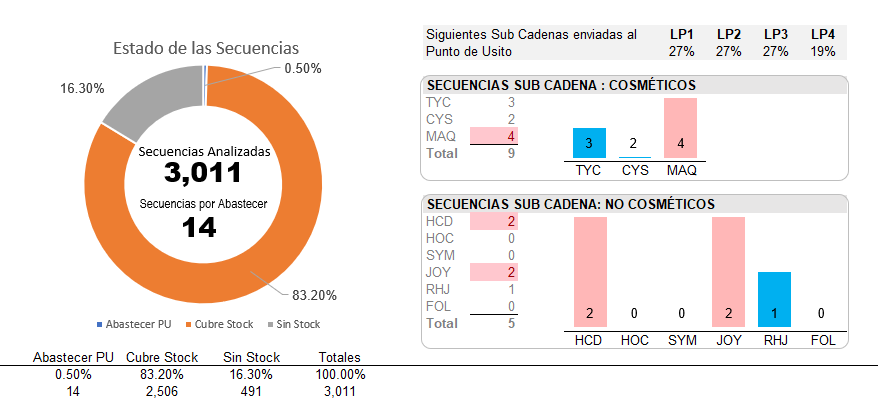 Estado de las Secuencias
0.50%
16.30%
Secuencias Analizadas
3,011
Secuencias por Abastecer
14
83.20%
Abastecer PU Cubre Stock Sin Stock
Abastecer PU Cubre Stock Sin Stock Totales
0.50% 83.20% 16.30% 100.00%
14 2,506 491 3,011
Siguientes Sub Cadenas enviadas al LP1 LP2 LP3 LP4
Punto de Usito 27% 27% 27% 19%
SECUENCIAS SUB CADENA : COSMÉTICOS
TYC 3
CYS 2
MAQ 4
Total 9
3 2 4
TYC CYS MAQ
SECUENCIAS SUB CADENA: NO COSMÉTICOS
HCD 2
HOC 0
SYM 0
JOY 2
RHJ 1
FOL 0
Total 5
2 0 0 2 1 0
HCD HOC SYM JOY RHJ FOL